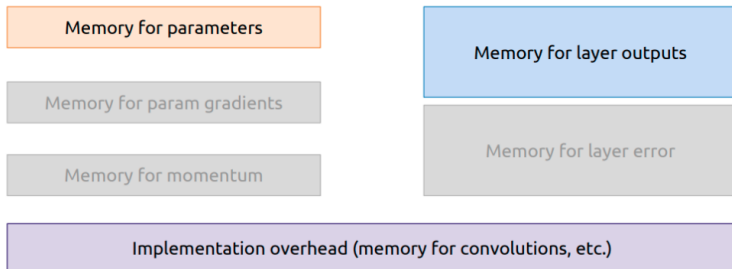 Memory for parameters
Memory for layer outputs
Memory for param gradients
Memory for layer error
Memory for momentum
Implementation overhead (memory for convolutions, etc.)